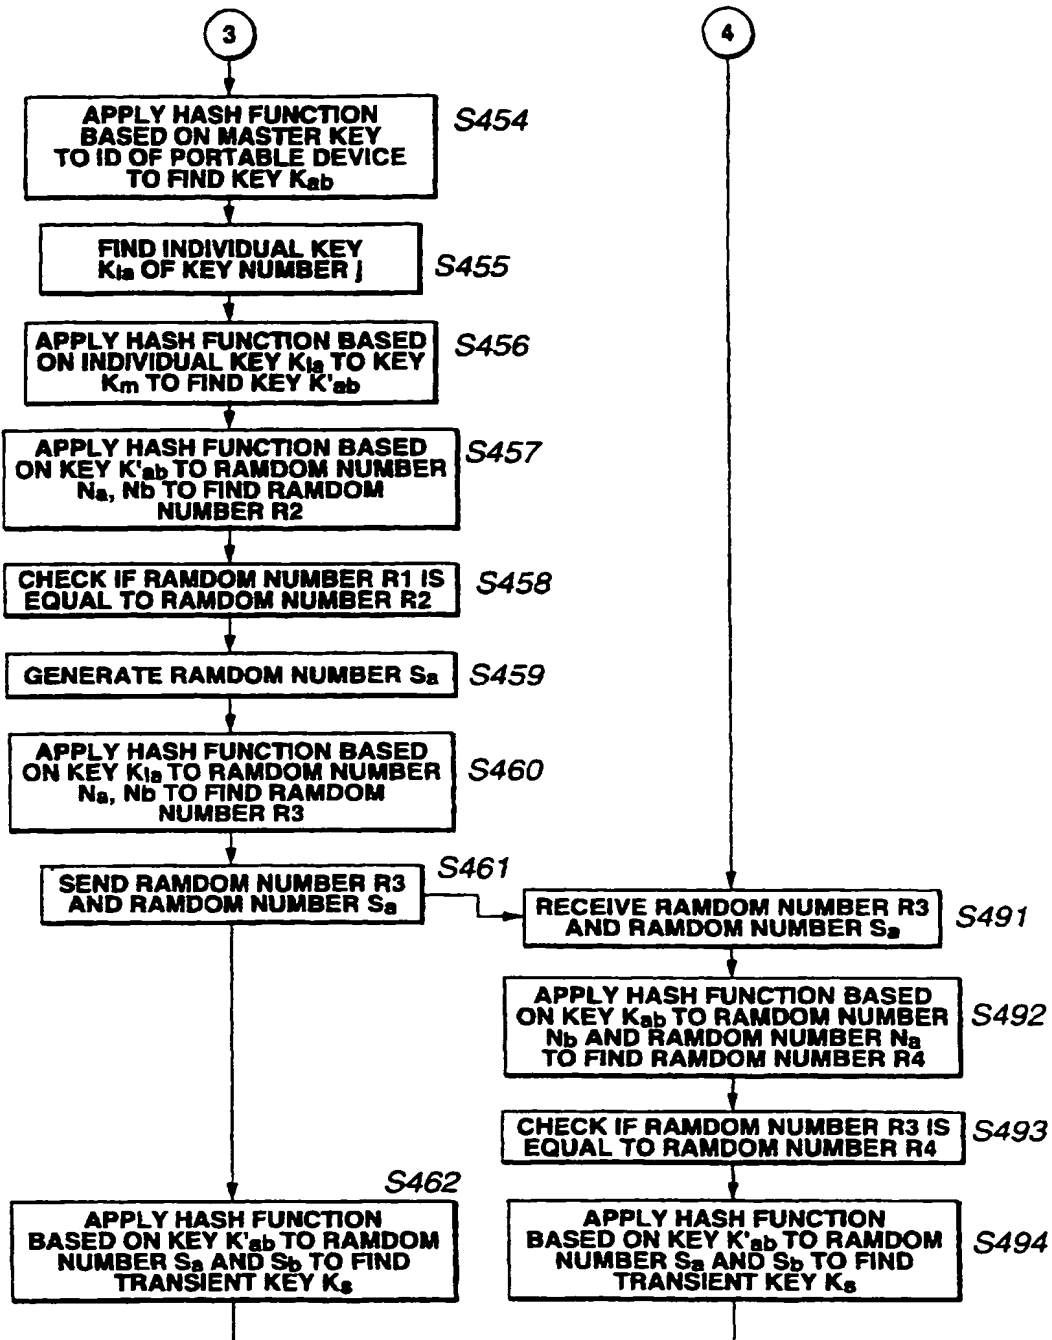 3
APPLY HASH FUNCTION
BASED ON MASTER KEY
TO ID OF PORTABLE DEVICE
TO FIND KEY Kab
S454
FIND INDIVIDUAL KEY
Kia OF KEY NUMBER j
S455
APPLY HASH FUNCTION BASED
ON INDIVIDUAL KEY Kia TO KEY
Km TO FIND KEY K'ab
S456
APPLY HASH FUNCTION BASED
ON KEY K'ab TO RAMDOM NUMBER
Na, Nb TO FIND RAMDOM
NUMBER R2
S457
CHECK IF RAMDOM NUMBER R1 IS
EQUAL TO RAMDOM NUMBER R2
S458
GENERATE RAMDOM NUMBER Sa
S459
APPLY HASH FUNCTION BASED
ON KEY Kia TO RAMDOM NUMBER
Na, Nb TO FIND RAMDOM
NUMBER R3
S460
SEND RAMDOM NUMBER R3
AND RAMDOM NUMBER Sa
S461
S462
APPLY HASH FUNCTION
BASED ON KEY K'ab TO RAMDOM
NUMBER Sa AND Sb TO FIND
TRANSIENT KEY Ks
4
RECEIVE RAMDOM NUMBER R3
AND RAMDOM NUMBER Sa
S491
APPLY HASH FUNCTION BASED
ON KEY Kab TO RAMDOM NUMBER
Nb AND RAMDOM NUMBER Na
TO FIND RAMDOM NUMBER R4
S492
CHECK IF RAMDOM NUMBER R3 IS
EQUAL TO RAMDOM NUMBER R4
S493
APPLY HASH FUNCTION
BASED ON KEY K'ab TO RAMDOM
NUMBER Sa AND Sb TO FIND
TRANSIENT KEY Ks
S494